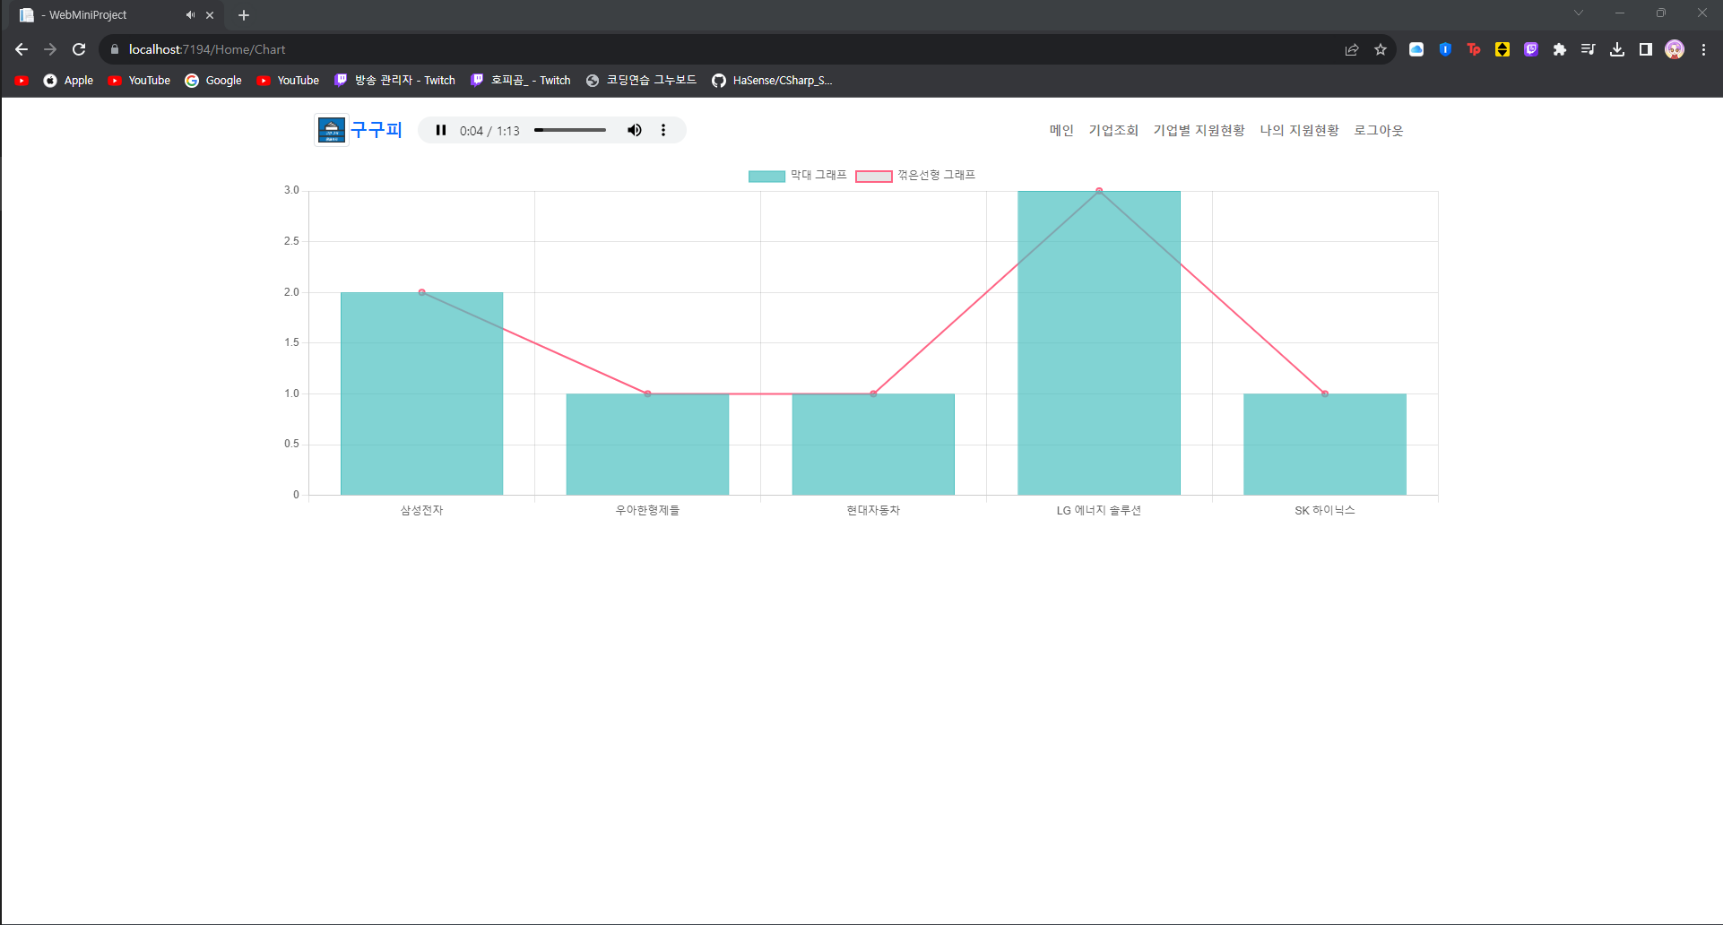 - WebMiniProject
localhost:7194/Home/Chart
Apple YouTube Google YouTube 방송 관리자 - Twitch 호피곰_ - Twitch 코딩연습 그누보드 HaSense/CSharp_S...
구구피 0:04 / 1:13 메인 기업조회 기업별 지원현황 나의 지원현황 로그아웃
막대 그래프 꺾은선형 그래프
3.0
2.5
2.0
1.5
1.0
0.5
0
삼성전자 우아한형제들 현대자동차 LG 에너지 솔루션 SK 하이닉스